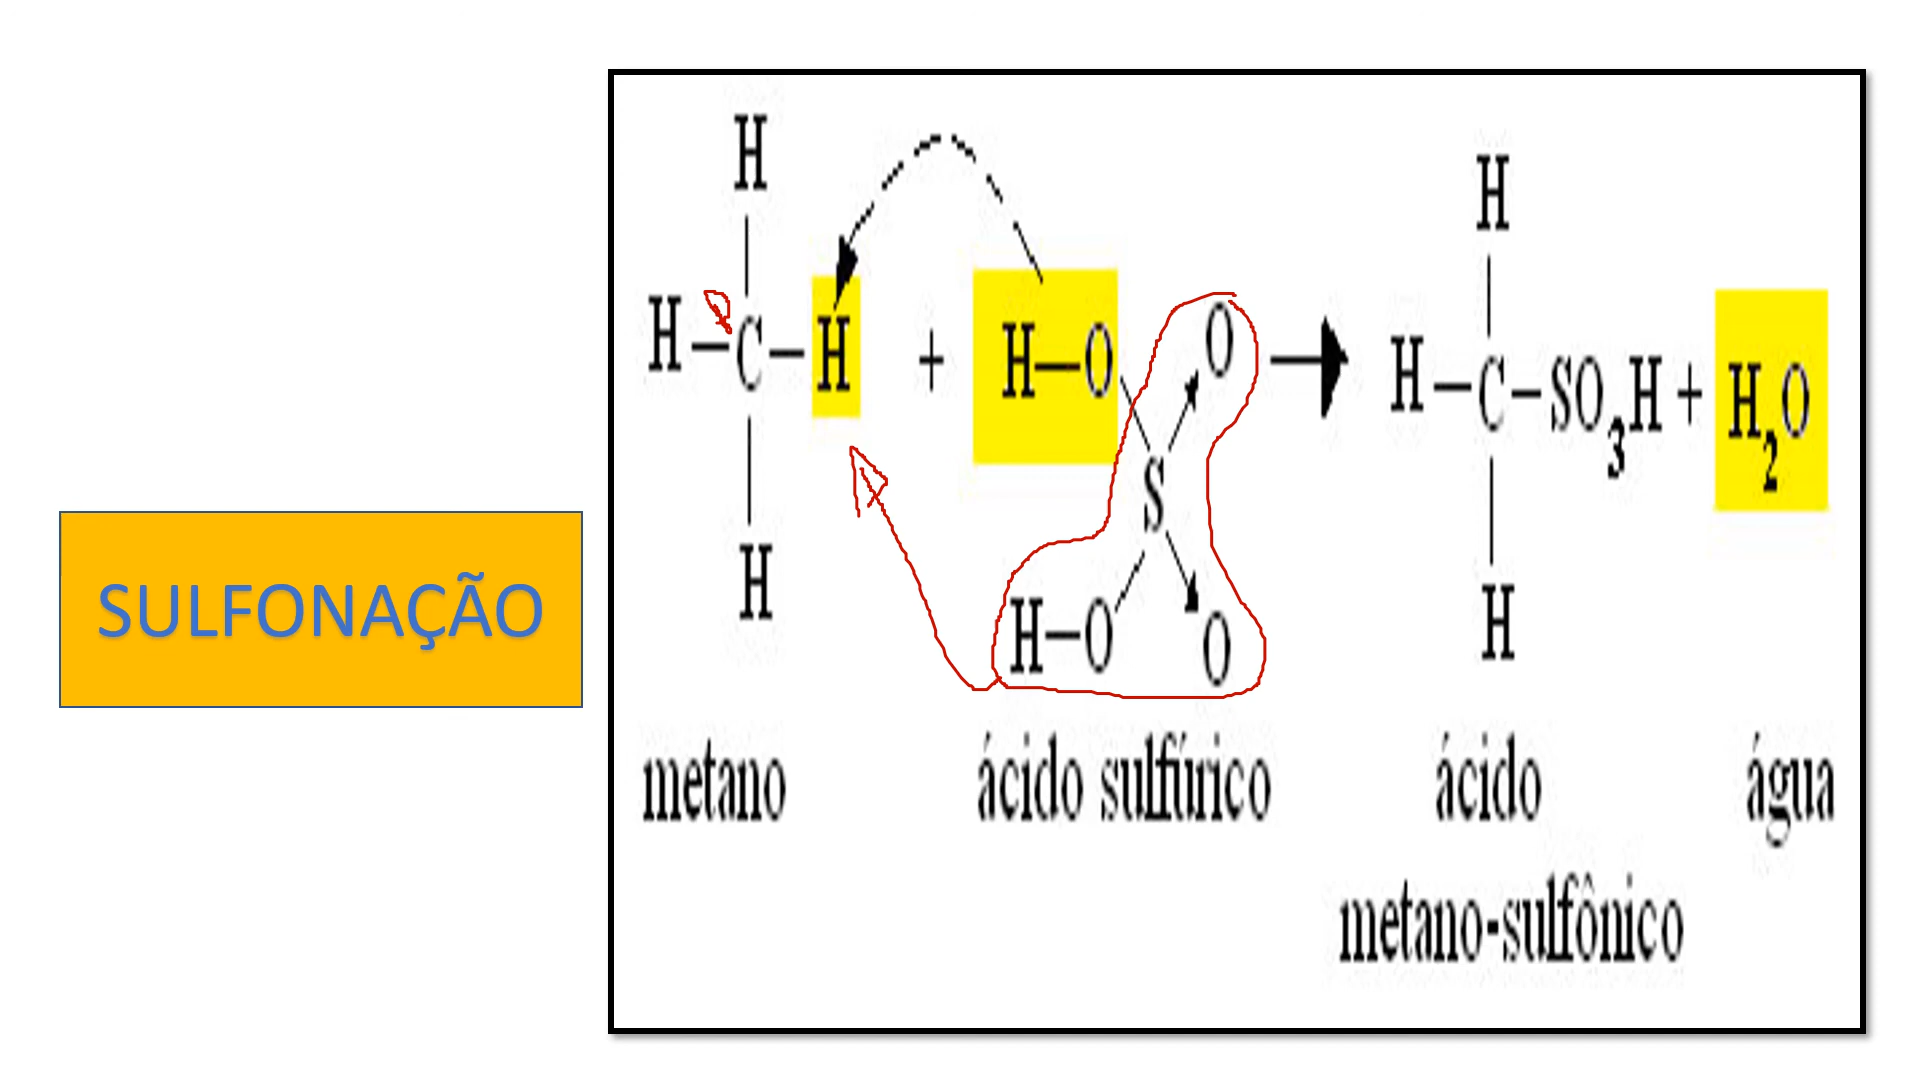 SULFONAÇÃO
H H
H–C–H + H–O O H–C–SO3H + H2O
S
H H–O O H
metano ácido sulfúrico ácido água
metano-sulfônico